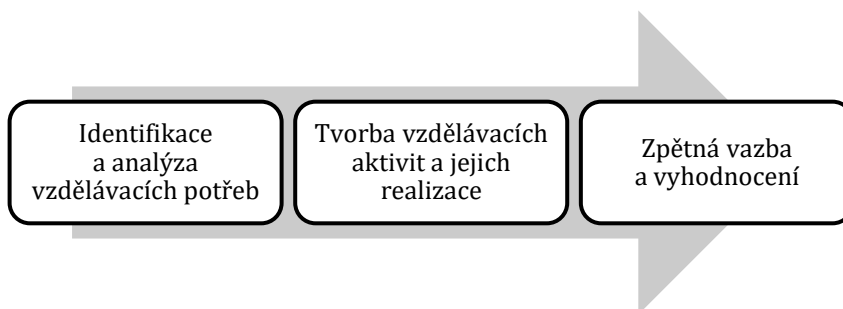 Identifikace
a analýza
vzdělávacích potřeb
Tvorba vzdělávacích
aktivit a jejich
realizace
Zpětná vazba
a vyhodnocení